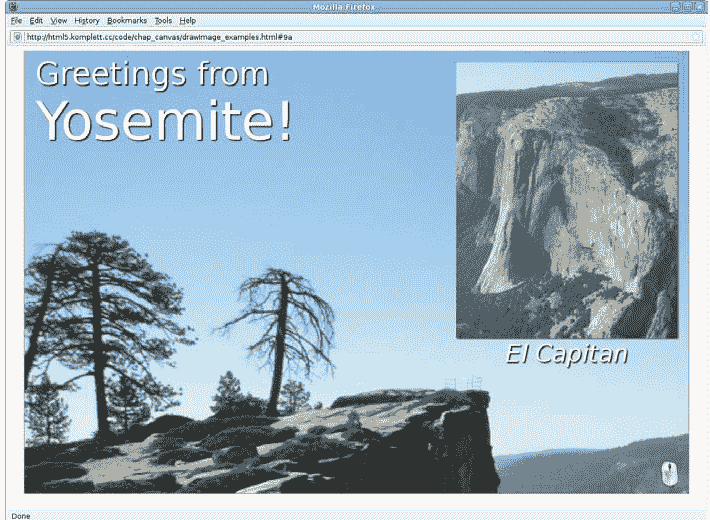 Mozilla Firefox
File Edit View History Bookmarks Tools Help
http://html5.komplett.cc/code/chap_canvas/drawImage_examples.html#9a
Greetings from
Yosemite!
El Capitan
Done